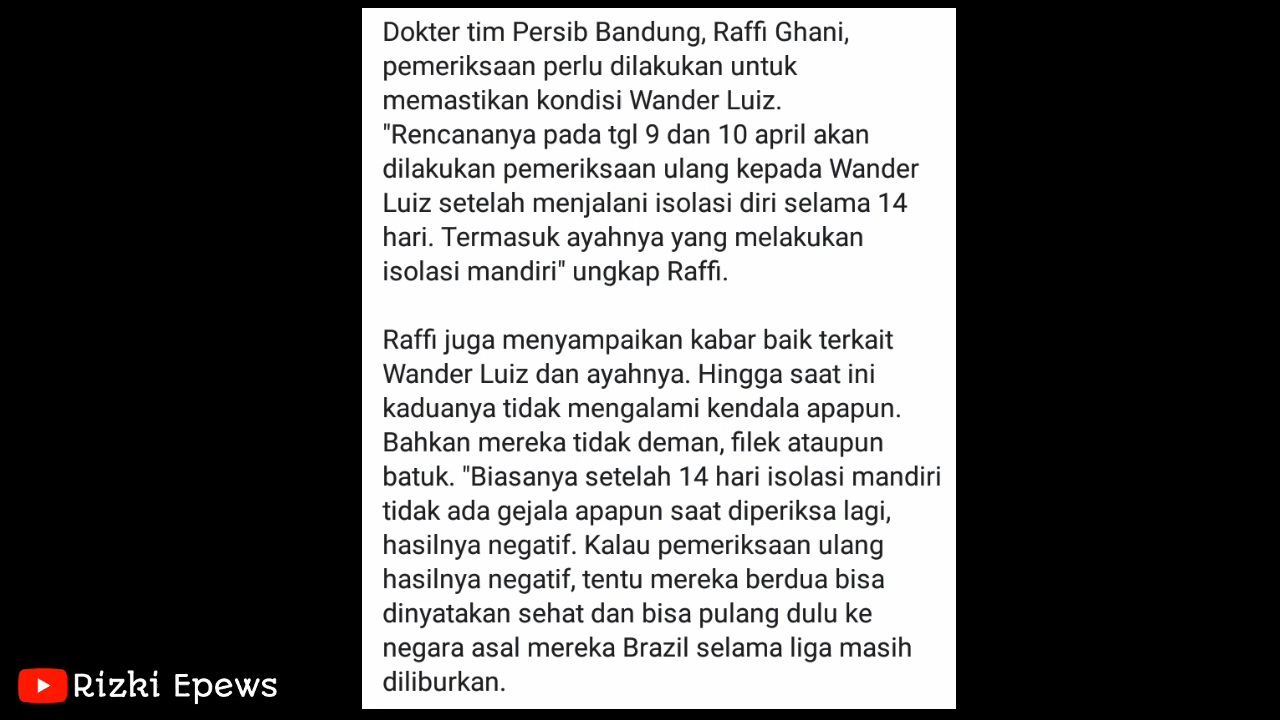 Dokter tim Persib Bandung, Raffi Ghani,
pemeriksaan perlu dilakukan untuk
memastikan kondisi Wander Luiz.
"Rencananya pada tgl 9 dan 10 april akan
dilakukan pemeriksaan ulang kepada Wander
Luiz setelah menjalani isolasi diri selama 14
hari. Termasuk ayahnya yang melakukan
isolasi mandiri" ungkap Raffi.
Raffi juga menyampaikan kabar baik terkait
Wander Luiz dan ayahnya. Hingga saat ini
kaduanya tidak mengalami kendala apapun.
Bahkan mereka tidak deman, filek ataupun
batuk. "Biasanya setelah 14 hari isolasi mandiri
tidak ada gejala apapun saat diperiksa lagi,
hasilnya negatif. Kalau pemeriksaan ulang
hasilnya negatif, tentu mereka berdua bisa
dinyatakan sehat dan bisa pulang dulu ke
negara asal mereka Brazil selama liga masih
diliburkan.
Rizki Epews